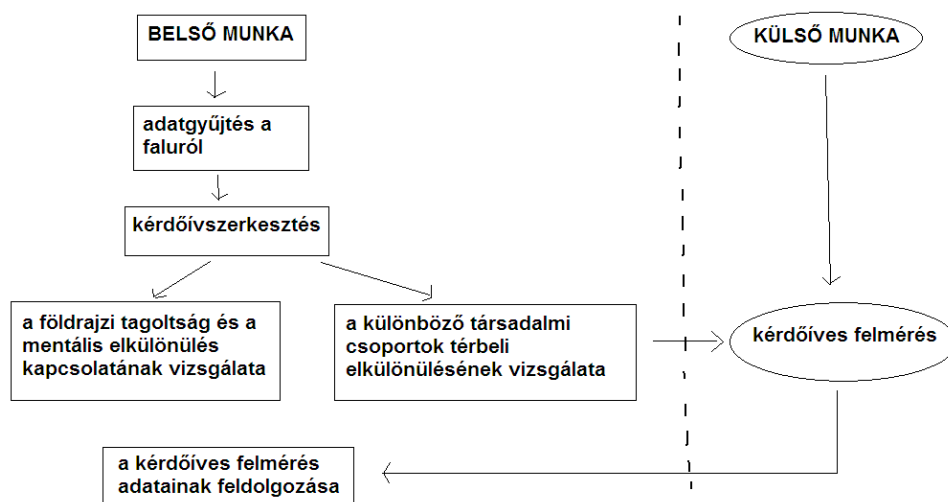 BELSŐ MUNKA
KÜLSŐ MUNKA
adatgyűjtés a
faluról
kérdőívszerkesztés
a földrajzi tagoltság és a
mentális elkülönülés
kapcsolatának vizsgálata
a különböző társadalmi
csoportok térbeli
elkülönülésének vizsgálata
kérdőíves felmérés
a kérdőíves felmérés
adatainak feldolgozása